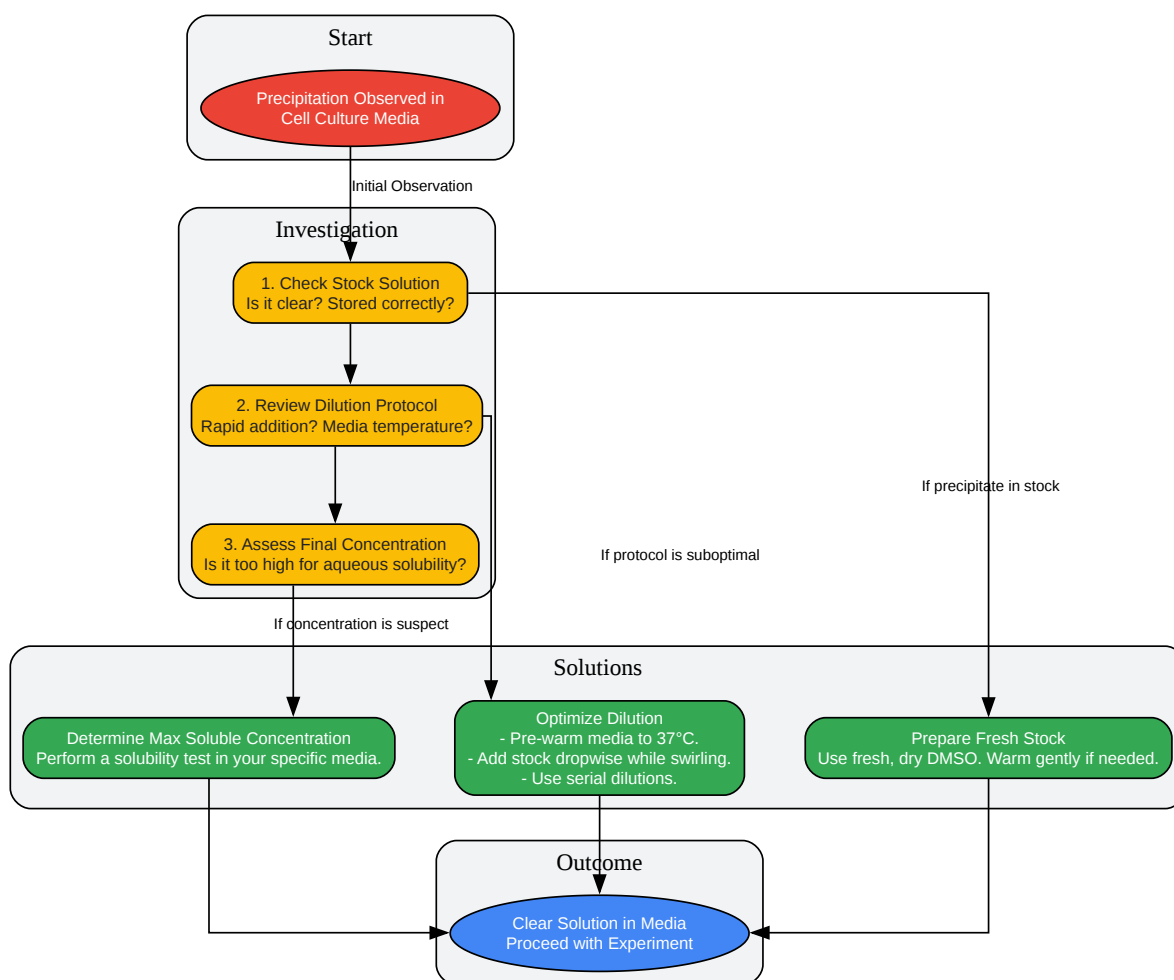 Start
Precipitation Observed in
Cell Culture Media
Initial Observation
Investigation
1. Check Stock Solution
Is it clear? Stored correctly?
2. Review Dilution Protocol
Rapid addition? Media temperature?
If precipitate in stock
3. Assess Final Concentration
Is it too high for aqueous solubility?
If protocol is suboptimal
If concentration is suspect
Solutions
Determine Max Soluble Concentration
Perform a solubility test in your specific media.
Optimize Dilution
- Pre-warm media to 37°C.
- Add stock dropwise while swirling.
- Use serial dilutions.
Prepare Fresh Stock
Use fresh, dry DMSO. Warm gently if needed.
Outcome
Clear Solution in Media
Proceed with Experiment